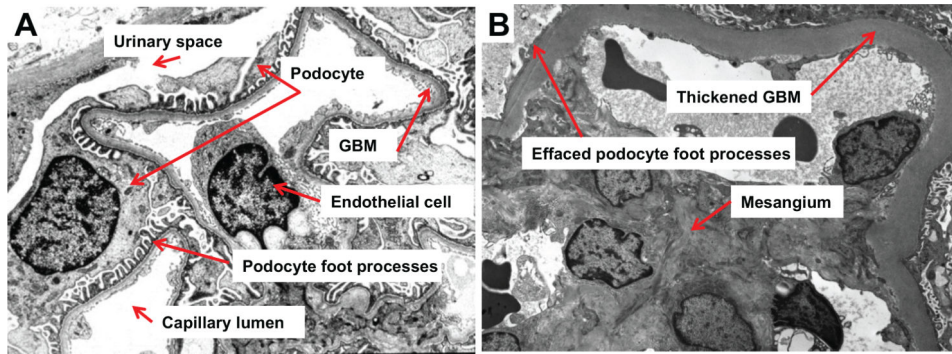 A
Urinary space
Podocyte
GBM
Endothelial cell
Podocyte foot processes
Capillary lumen
B
Thickened GBM
Effaced podocyte foot processes
Mesangium